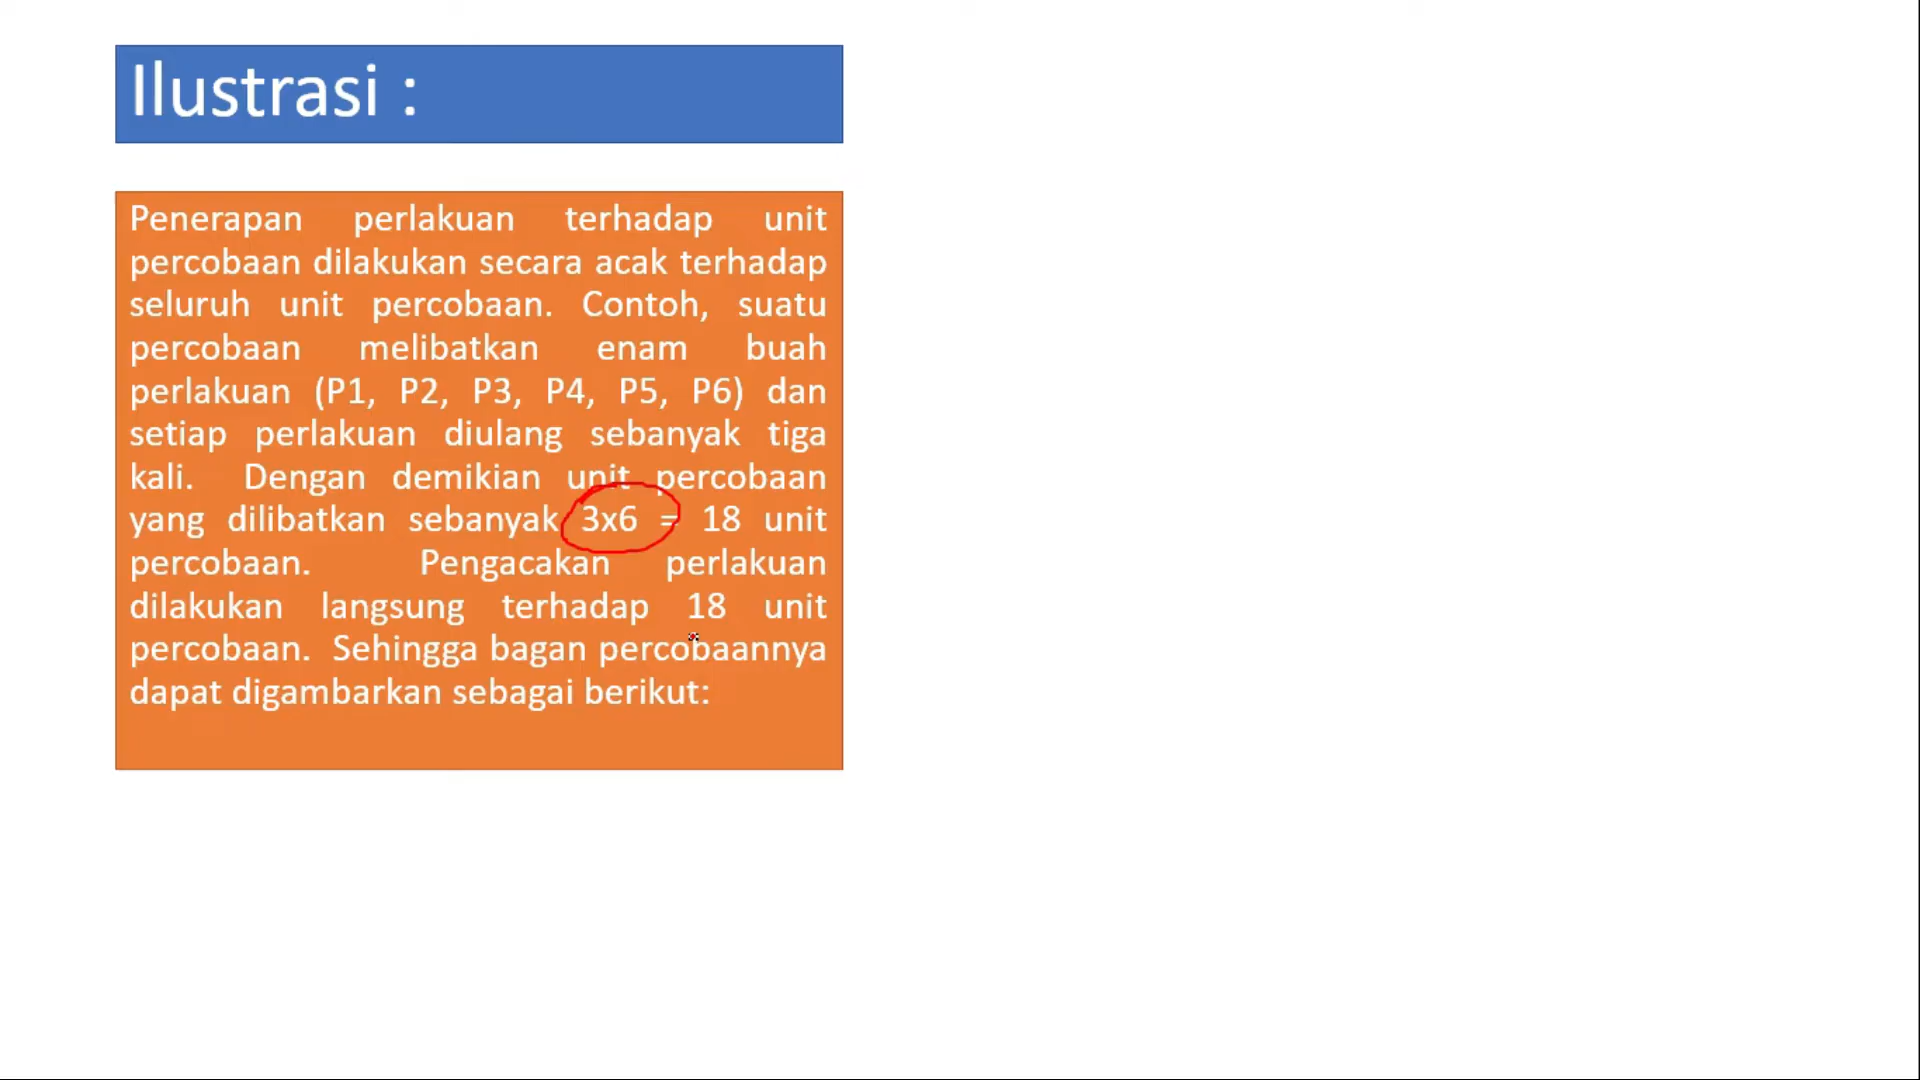 Ilustrasi :
Penerapan perlakuan terhadap unit
percobaan dilakukan secara acak terhadap
seluruh unit percobaan. Contoh, suatu
percobaan melibatkan enam buah
perlakuan (P1, P2, P3, P4, P5, P6) dan
setiap perlakuan diulang sebanyak tiga
kali. Dengan demikian unit percobaan
yang dilibatkan sebanyak 3x6 = 18 unit
percobaan. Pengacakan perlakuan
dilakukan langsung terhadap 18 unit
percobaan. Sehingga bagan percobaannya
dapat digambarkan sebagai berikut: